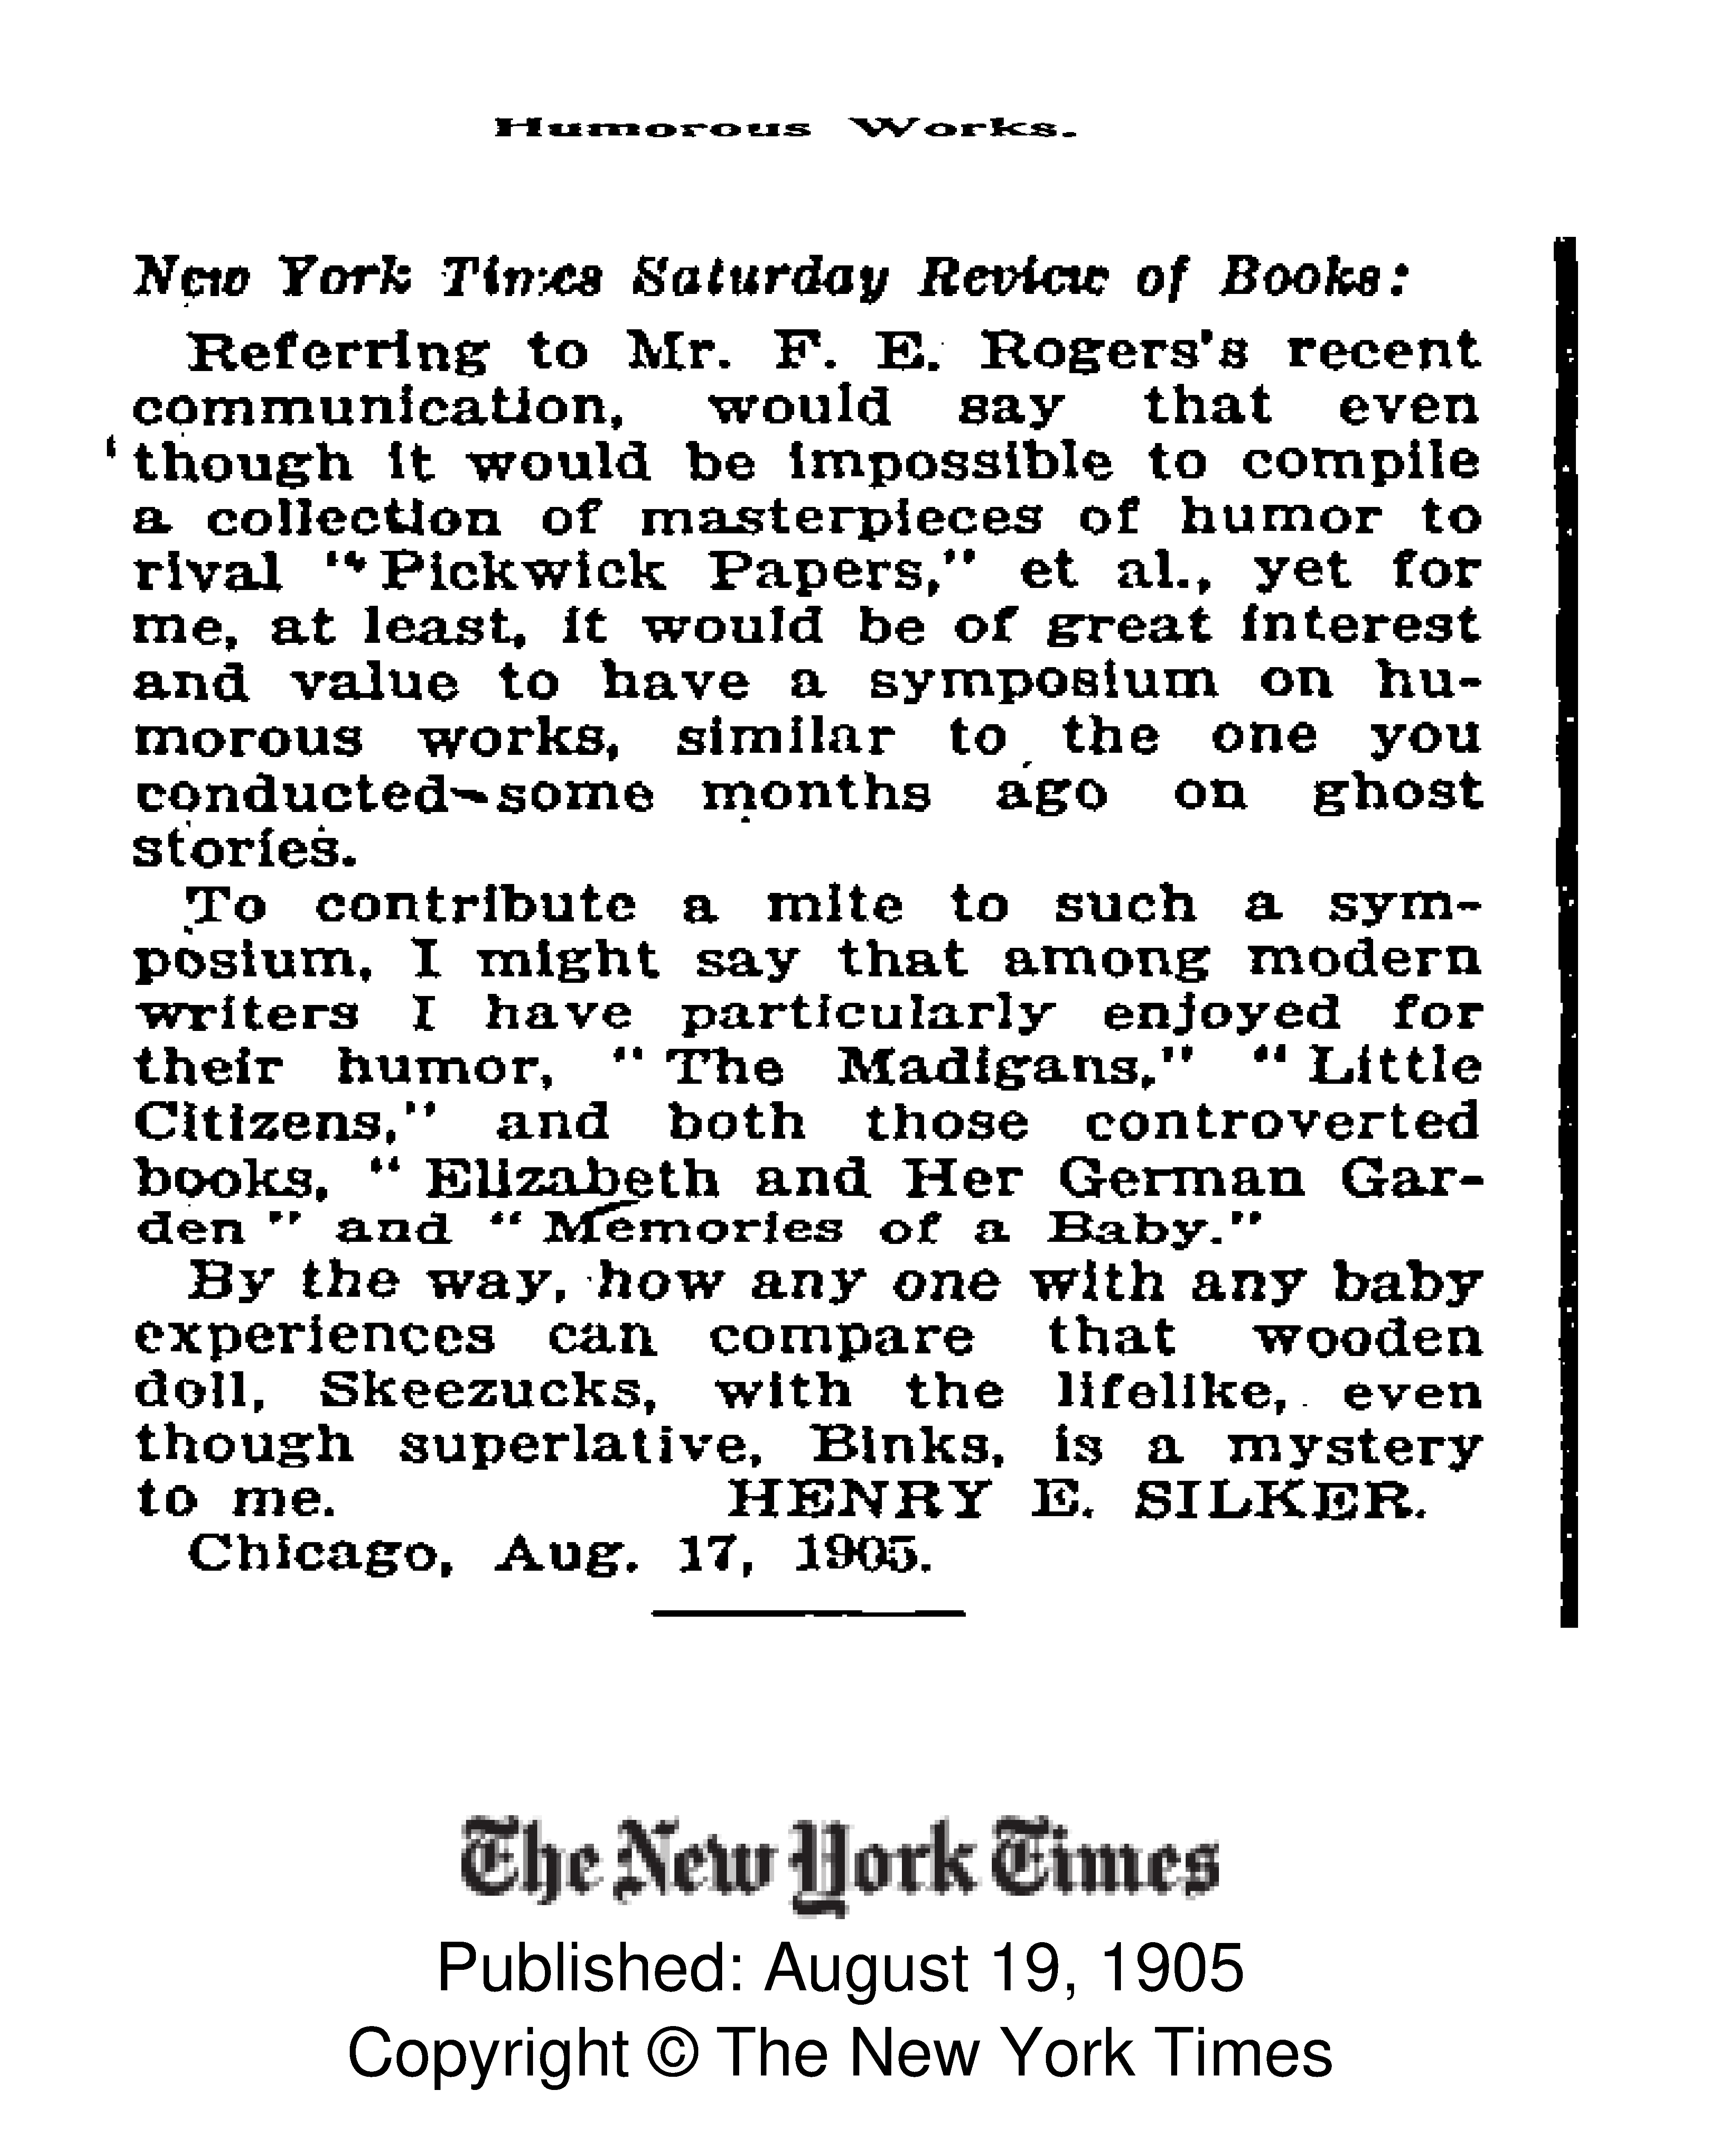 Humorous Works.
New York Times Saturday Review of Books:
Referring to Mr. F. E. Rogers's recent
communication, would say that even
though it would be impossible to compile
a collection of masterpieces of humor to
rival "Pickwick Papers," et al., yet for
me, at least, it would be of great interest
and value to have a symposium on hu-
morous works, similar to the one you
conducted some months ago on ghost
stories.
To contribute a mite to such a sym-
posium, I might say that among modern
writers I have particularly enjoyed for
their humor, "The Madigans," "Little
Citizens," and both those controverted
books, "Elizabeth and Her German Gar-
den" and "Memories of a Baby."
By the way, how any one with any baby
experiences can compare that wooden
doll, Skeezucks, with the lifelike, even
though superlative, Binks, is a mystery
to me. HENRY E. SILKER.
Chicago, Aug. 17, 1905.
The New York Times
Published: August 19, 1905
Copyright © The New York Times